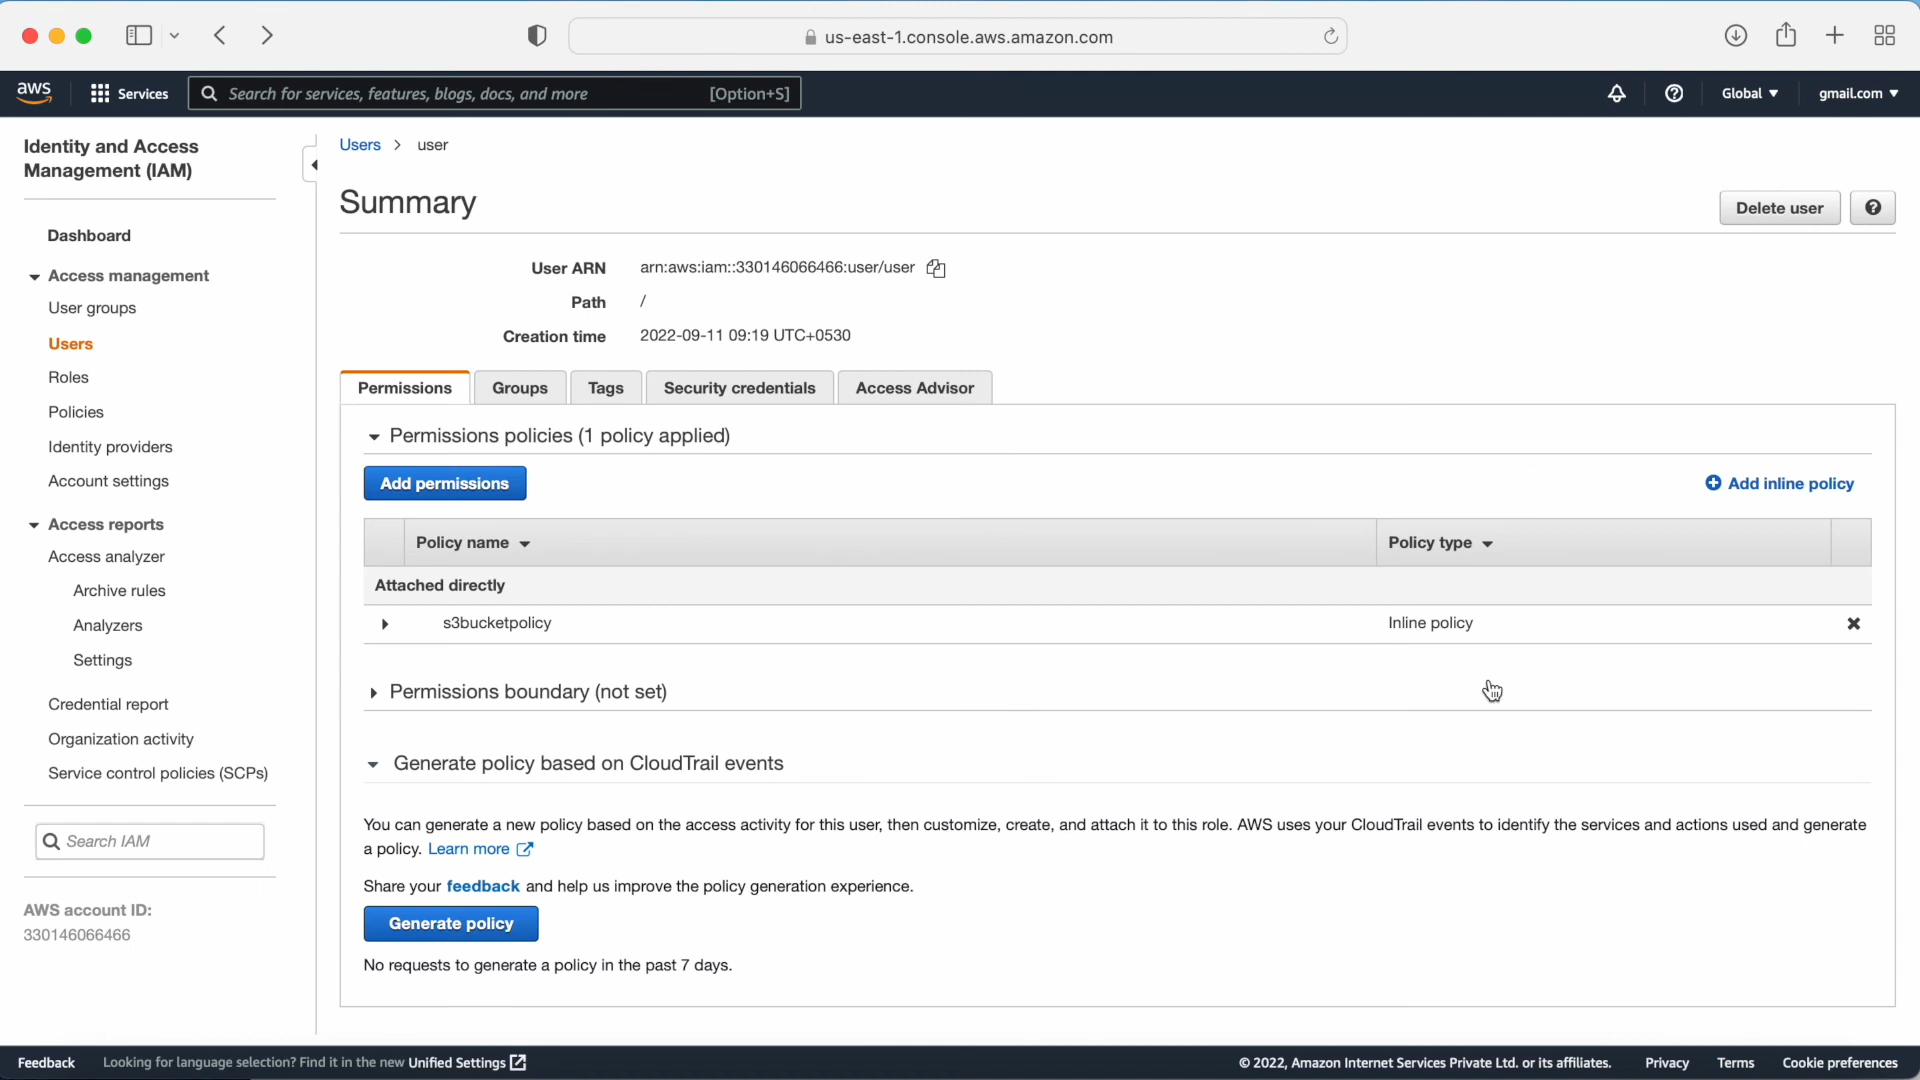 us-east-1.console.aws.amazon.com
aws
Services
Search for services, features, blogs, docs, and more
[Option+S]
Global
gmail.com
Identity and Access
Management (IAM)
Dashboard
Access management
User groups
Users
Roles
Policies
Identity providers
Account settings
Access reports
Access analyzer
Archive rules
Analyzers
Settings
Credential report
Organization activity
Service control policies (SCPs)
Search IAM
AWS account ID:
330146066466
Users > user
Summary
Delete user
User ARN arn:aws:iam::330146066466:user/user
Path /
Creation time 2022-09-11 09:19 UTC+0530
Permissions
Groups
Tags
Security credentials
Access Advisor
Permissions policies (1 policy applied)
Add permissions
Add inline policy
Policy name
Policy type
Attached directly
s3bucketpolicy
Inline policy
Permissions boundary (not set)
Generate policy based on CloudTrail events
You can generate a new policy based on the access activity for this user, then customize, create, and attach it to this role. AWS uses your CloudTrail events to identify the services and actions used and generate
a policy. Learn more
Share your feedback and help us improve the policy generation experience.
Generate policy
No requests to generate a policy in the past 7 days.
Feedback
Looking for language selection? Find it in the new Unified Settings
© 2022, Amazon Internet Services Private Ltd. or its affiliates.
Privacy
Terms
Cookie preferences